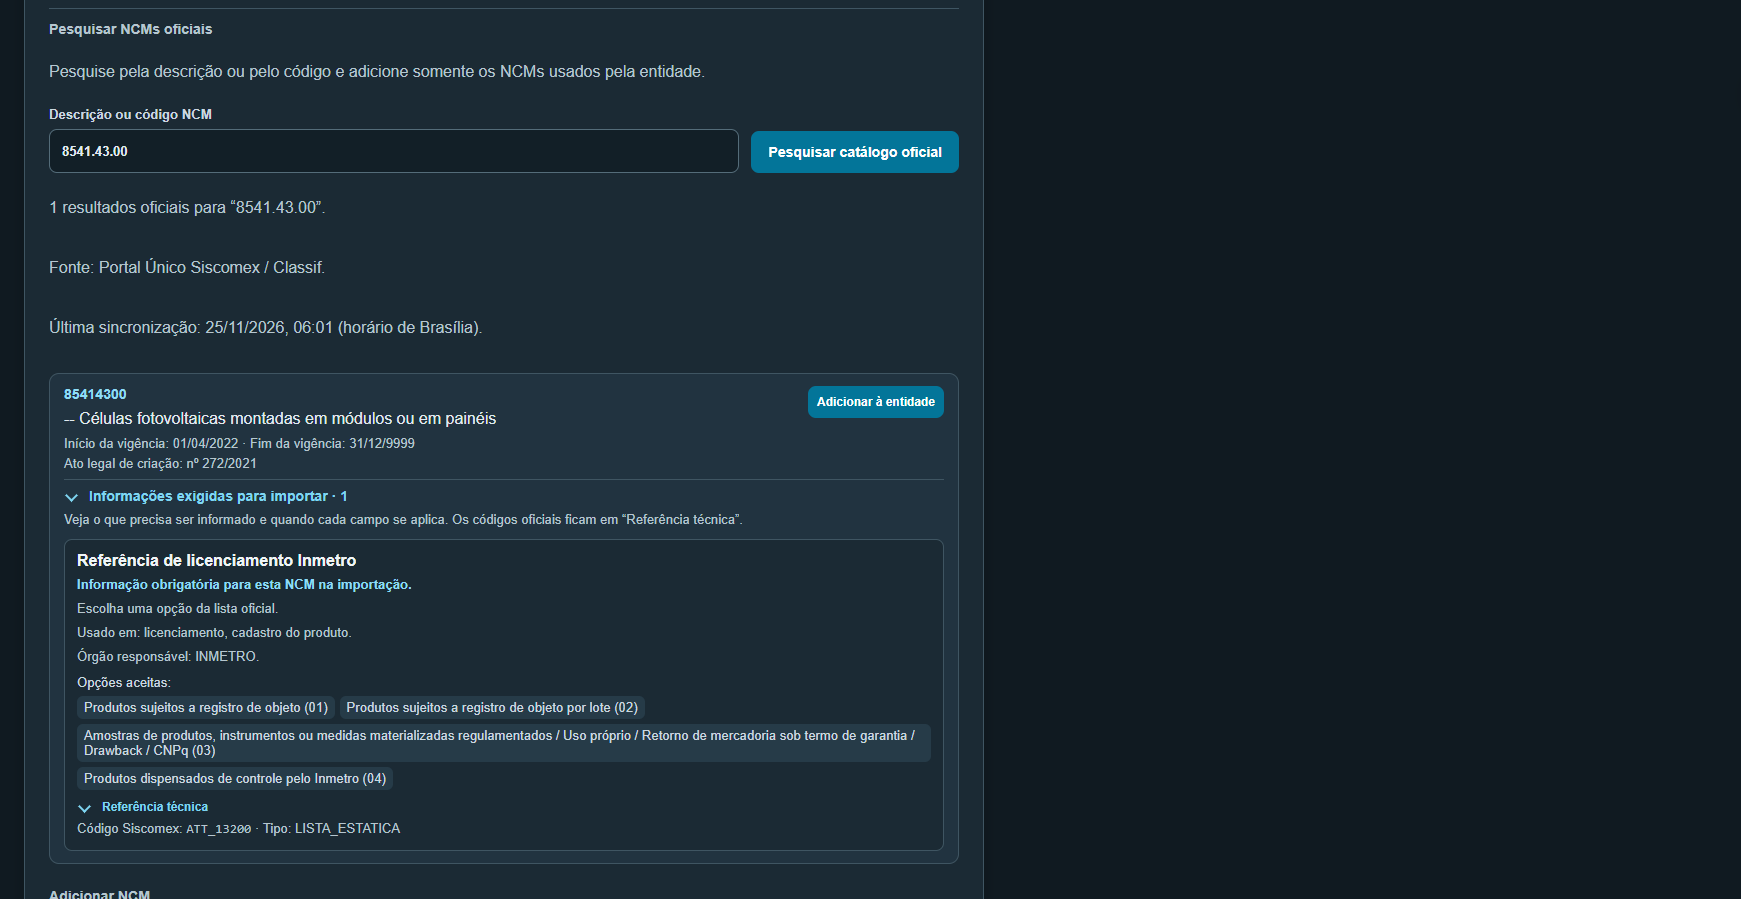 Pesquisar NCMs oficiais
Pesquise pela descrição ou pelo código e adicione somente os NCMs usados pela entidade.
Descrição ou código NCM
8541.43.00
Pesquisar catálogo oficial
1 resultados oficiais para “8541.43.00”.
Fonte: Portal Único Siscomex / Classif.
Última sincronização: 25/11/2026, 06:01 (horário de Brasília).
85414300
Adicionar à entidade
-- Células fotovoltaicas montadas em módulos ou em painéis
Início da vigência: 01/04/2022 · Fim da vigência: 31/12/9999
Ato legal de criação: nº 272/2021
Informações exigidas para importar · 1
Veja o que precisa ser informado e quando cada campo se aplica. Os códigos oficiais ficam em “Referência técnica”.
Referência de licenciamento Inmetro
Informação obrigatória para esta NCM na importação.
Escolha uma opção da lista oficial.
Usado em: licenciamento, cadastro do produto.
Órgão responsável: INMETRO.
Opções aceitas:
Produtos sujeitos a registro de objeto (01)
Produtos sujeitos a registro de objeto por lote (02)
Amostras de produtos, instrumentos ou medidas materializadas regulamentados / Uso próprio / Retorno de mercadoria sob termo de garantia /
Drawback / CNPq (03)
Produtos dispensados de controle pelo Inmetro (04)
Referência técnica
Código Siscomex: ATT_13200 · Tipo: LISTA_ESTATICA
Adicionar NCM